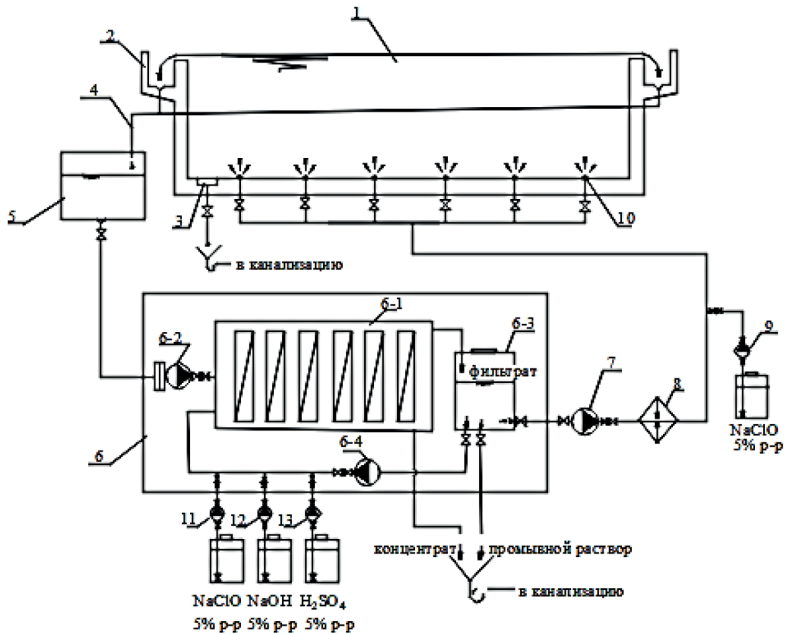 1
2
4
5
3
10
в канализацию
6-1
6-2
6-3
фильтрат
7
8
9
NaClO
5% р-р
6
6-4
11
12
13
концентрат
промывной раствор
в канализацию
NaClO NaOH H₂SO₄
5% р-р 5% р-р 5% р-р